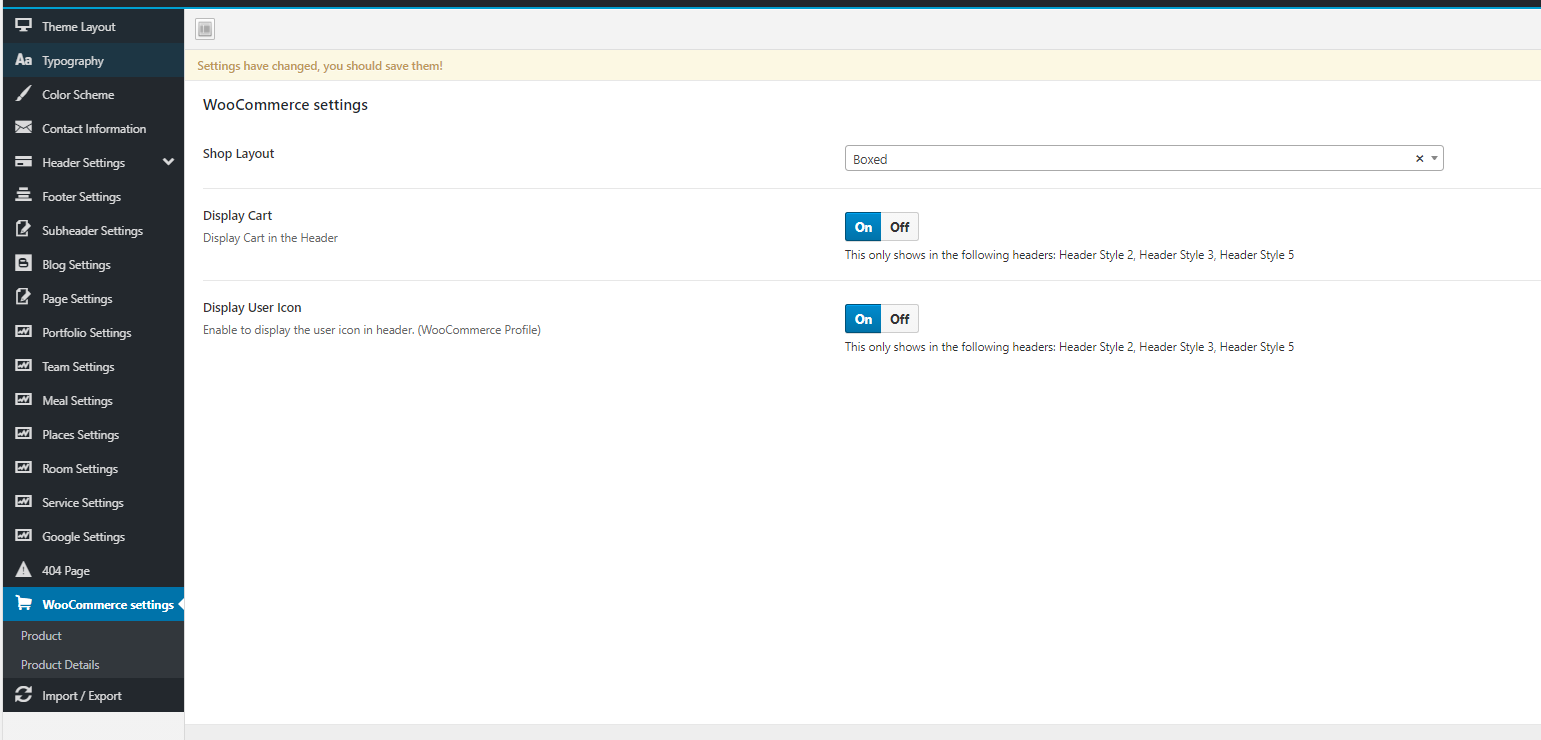 Theme Layout
Aa Typography
Color Scheme
Contact Information
Header Settings
Footer Settings
Subheader Settings
Blog Settings
Page Settings
Portfolio Settings
Team Settings
Meal Settings
Places Settings
Room Settings
Service Settings
Google Settings
404 Page
WooCommerce settings
Product
Product Details
Import / Export
Settings have changed, you should save them!
WooCommerce settings
Shop Layout
Boxed
Display Cart
Display Cart in the Header
On Off
This only shows in the following headers: Header Style 2, Header Style 3, Header Style 5
Display User Icon
Enable to display the user icon in header. (WooCommerce Profile)
On Off
This only shows in the following headers: Header Style 2, Header Style 3, Header Style 5